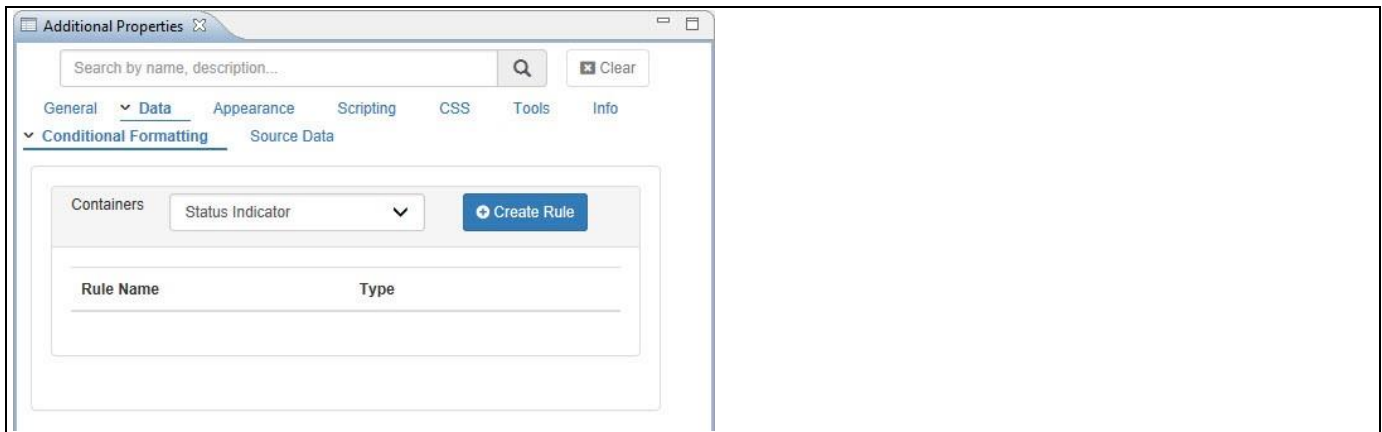 Additional Properties
Search by name, description... Clear
General Data Appearance Scripting CSS Tools Info
Conditional Formatting Source Data
Containers Status Indicator Create Rule
Rule Name Type